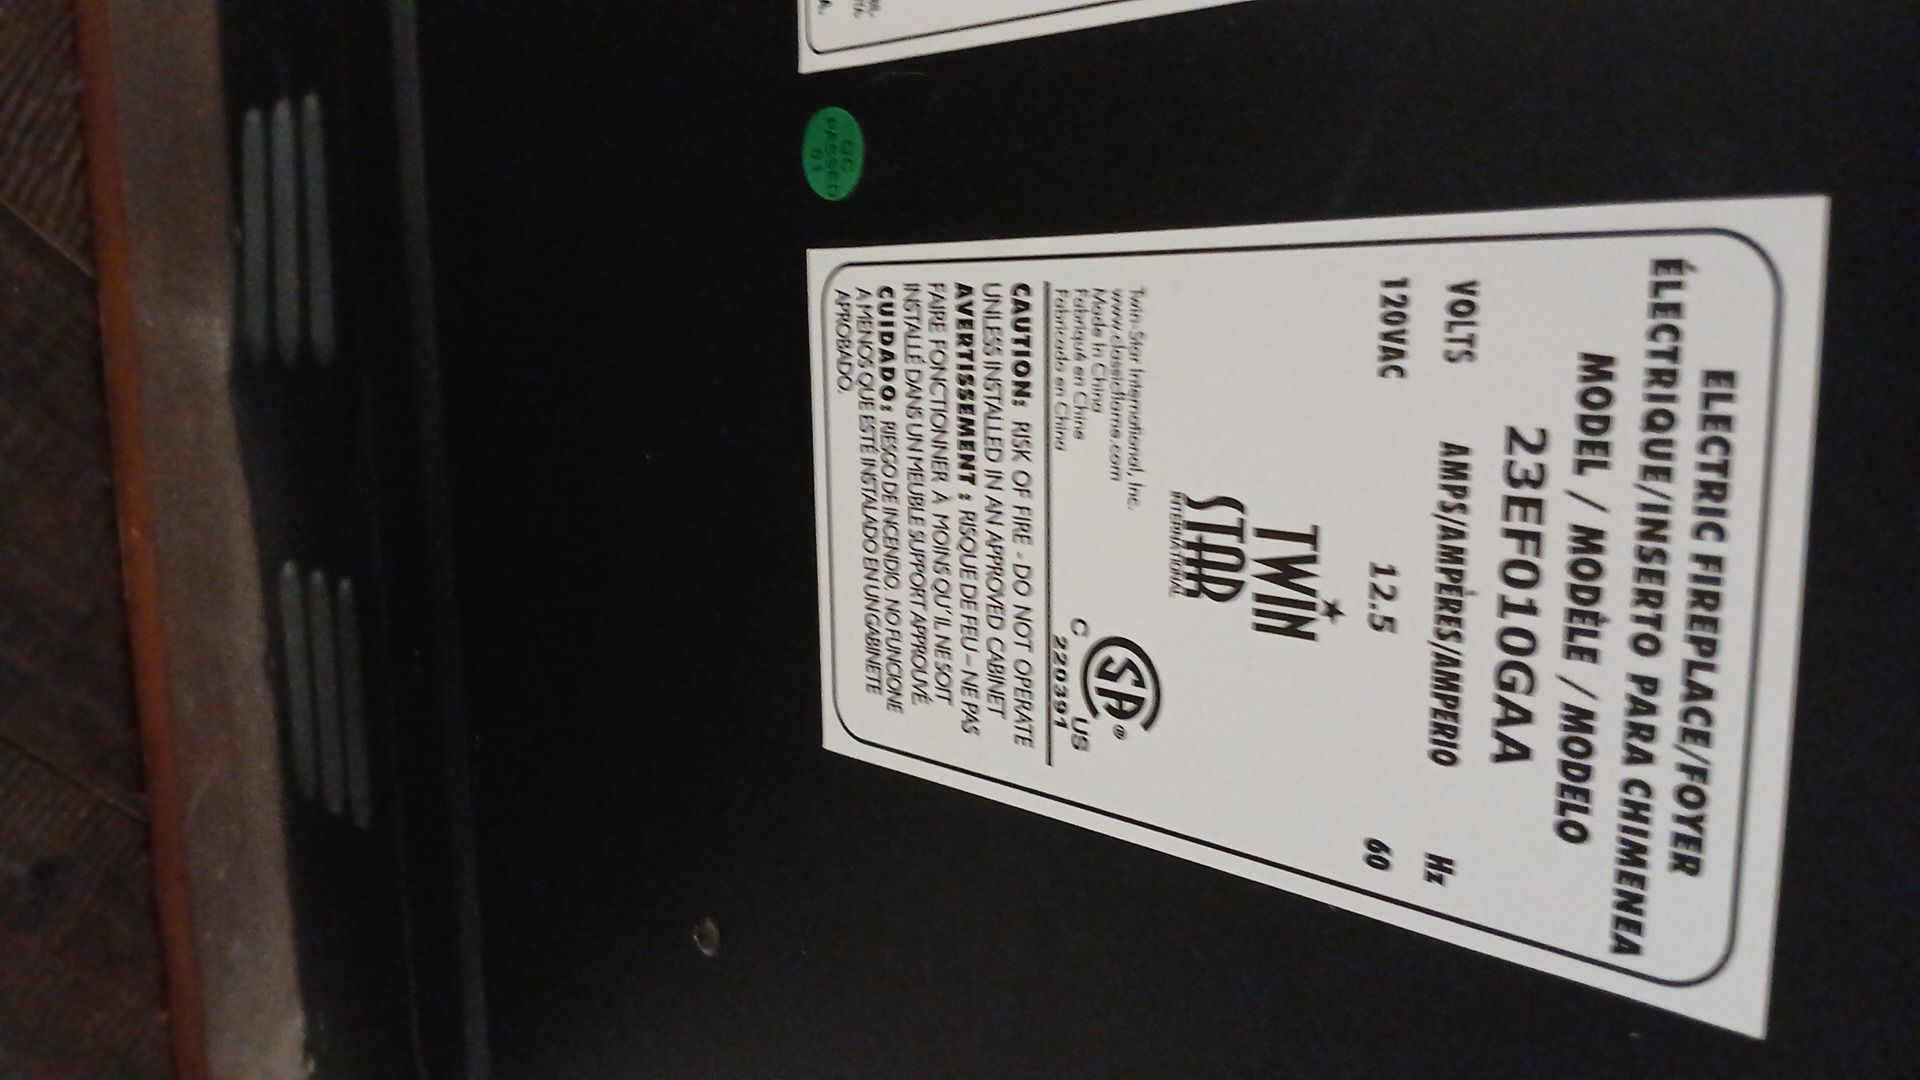 ELECTRIC FIREPLACE/FOYER
ÉLECTRIQUE/INSERTO PARA CHIMENEA
MODEL / MODÈLE / MODELO
23EF010GAA
VOLTS AMPS/AMPÈRES/AMPERIO Hz
120VAC 12.5 60
TWIN
STAR
INTERNATIONAL
Twin-Star International, Inc.
www.classicflame.com
Made in China
Fabriqué en Chine
Fabricado en China
SA®
C US
220391
CAUTION: RISK OF FIRE - DO NOT OPERATE
UNLESS INSTALLED IN AN APPROVED CABINET
AVERTISSEMENT : RISQUE DE FEU – NE PAS
FAIRE FONCTIONNER À MOINS QU'IL NE SOIT
INSTALLÉ DANS UN MEUBLE SUPPORT APPROUVÉ.
CUIDADO: RIESGO DE INCENDIO. NO FUNCIONE
A MENOS QUE ESTÉ INSTALADO EN UN GABINETE
APROBADO.
QC
PASSED